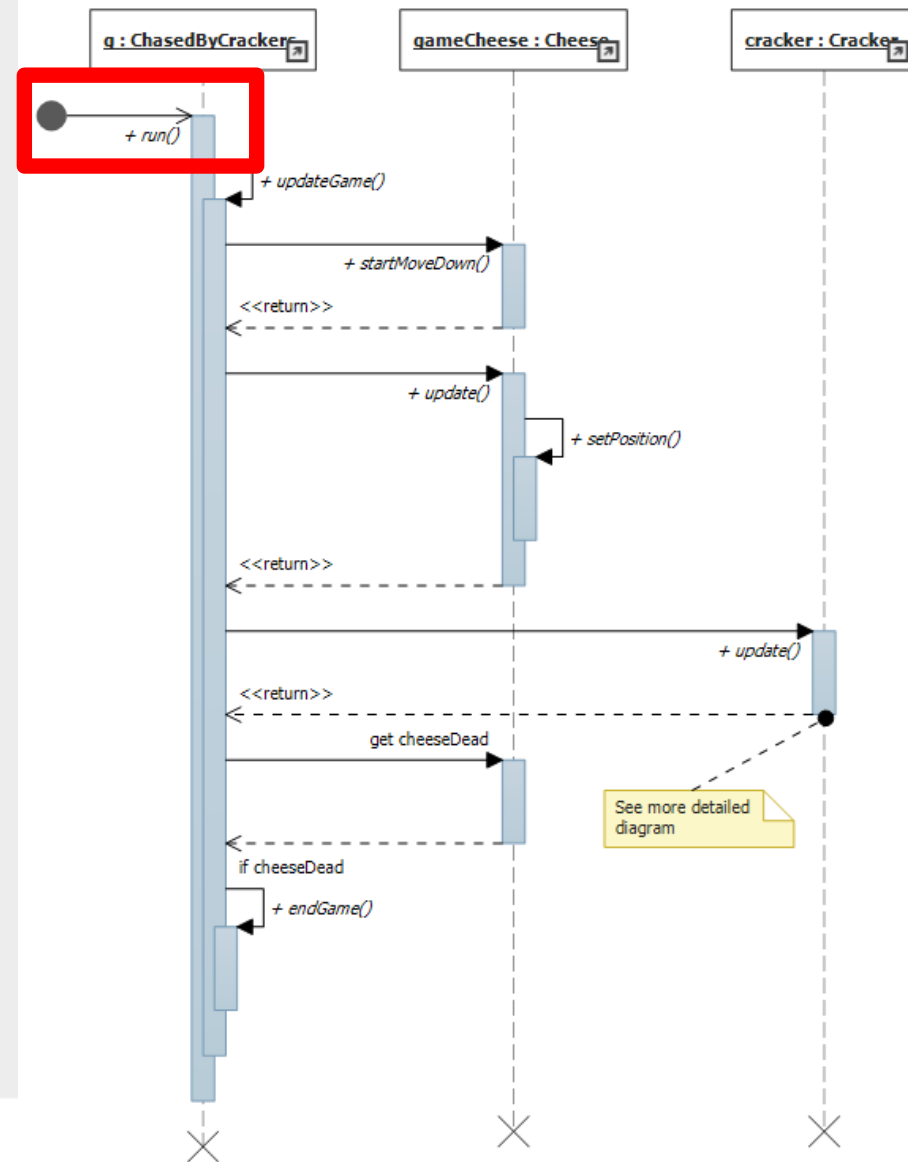 g : ChasedByCrackers
gameCheese : Cheese
cracker : Cracker
+ run()
+ updateGame()
+ startMoveDown()
<<return>>
+ update()
+ setPosition()
<<return>>
+ update()
<<return>>
get cheeseDead
See more detailed
diagram
if cheeseDead
+ endGame()